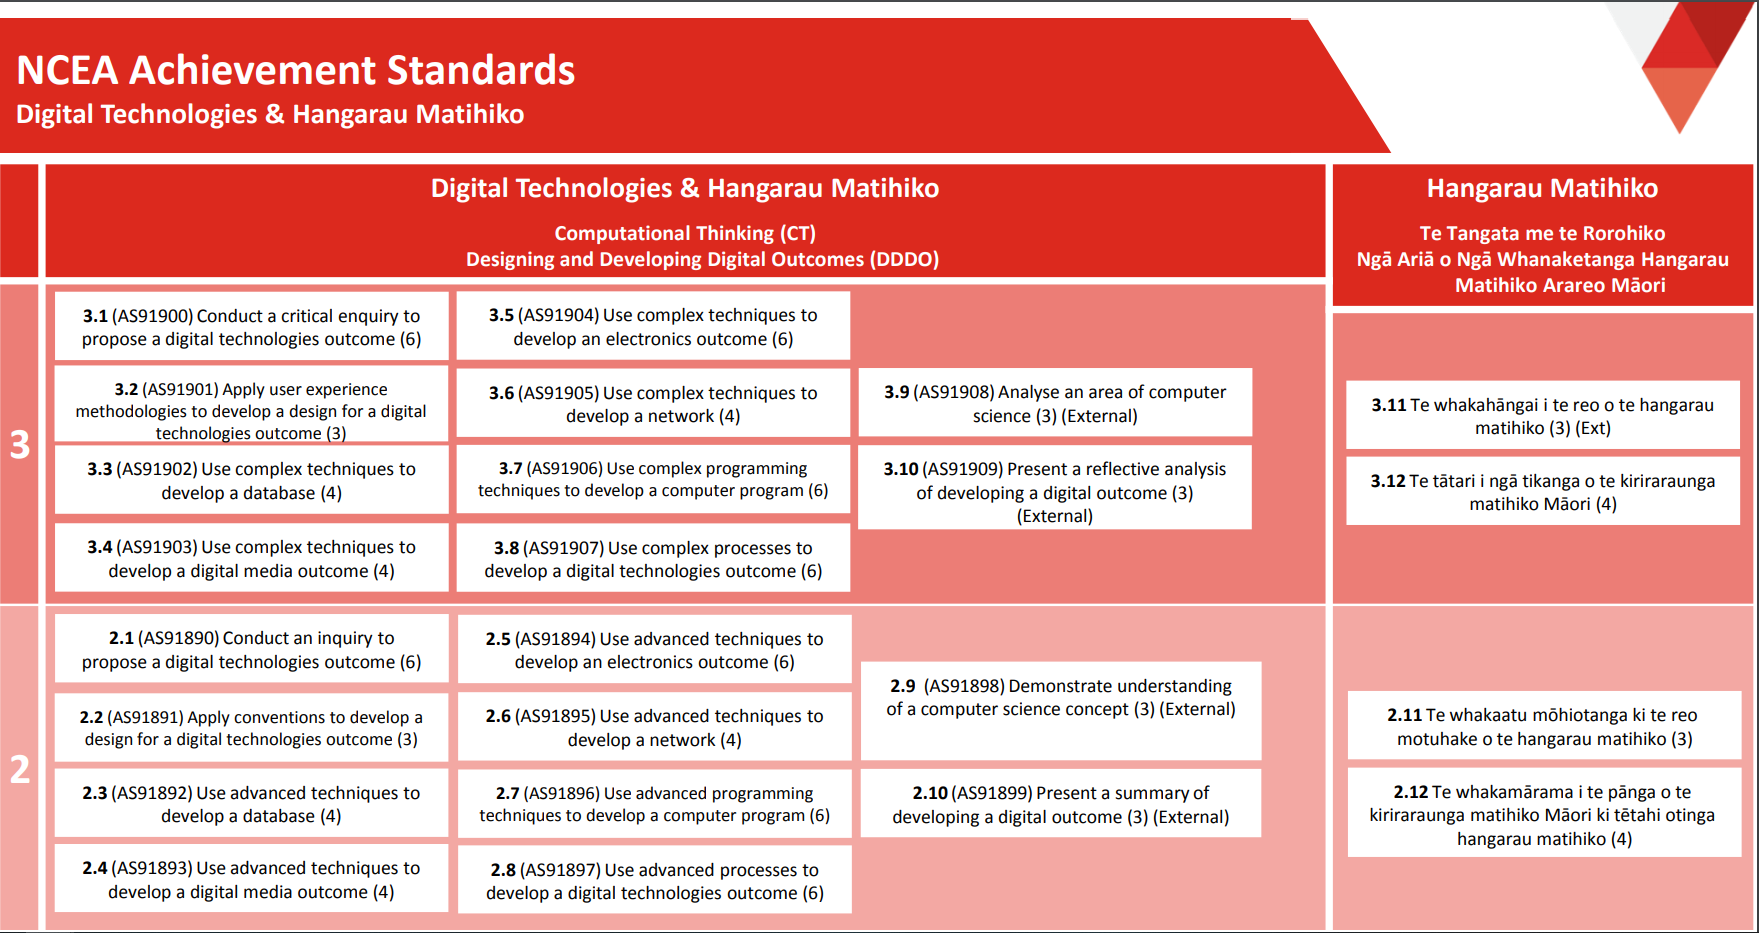 NCEA Achievement Standards
Digital Technologies & Hangarau Matihiko
Digital Technologies & Hangarau Matihiko
Computational Thinking (CT)
Designing and Developing Digital Outcomes (DDDO)
Hangarau Matihiko
Te Tangata me te Rorohiko
Ngā Ariā o Ngā Whanaketanga Hangarau
Matihiko Arareo Māori
3
3.1 (AS91900) Conduct a critical enquiry to
propose a digital technologies outcome (6)
3.2 (AS91901) Apply user experience
methodologies to develop a design for a digital
technologies outcome (3)
3.3 (AS91902) Use complex techniques to
develop a database (4)
3.4 (AS91903) Use complex techniques to
develop a digital media outcome (4)
3.5 (AS91904) Use complex techniques to
develop an electronics outcome (6)
3.6 (AS91905) Use complex techniques to
develop a network (4)
3.7 (AS91906) Use complex programming
techniques to develop a computer program (6)
3.8 (AS91907) Use complex processes to
develop a digital technologies outcome (6)
3.9 (AS91908) Analyse an area of computer
science (3) (External)
3.10 (AS91909) Present a reflective analysis
of developing a digital outcome (3)
(External)
3.11 Te whakahāngai i te reo o te hangarau
matihiko (3) (Ext)
3.12 Te tātari i ngā tikanga o te kiriraraunga
matihiko Māori (4)
2
2.1 (AS91890) Conduct an inquiry to
propose a digital technologies outcome (6)
2.2 (AS91891) Apply conventions to develop a
design for a digital technologies outcome (3)
2.3 (AS91892) Use advanced techniques to
develop a database (4)
2.4 (AS91893) Use advanced techniques to
develop a digital media outcome (4)
2.5 (AS91894) Use advanced techniques to
develop an electronics outcome (6)
2.6 (AS91895) Use advanced techniques to
develop a network (4)
2.7 (AS91896) Use advanced programming
techniques to develop a computer program (6)
2.8 (AS91897) Use advanced processes to
develop a digital technologies outcome (6)
2.9 (AS91898) Demonstrate understanding
of a computer science concept (3) (External)
2.10 (AS91899) Present a summary of
developing a digital outcome (3) (External)
2.11 Te whakaatu mōhiotanga ki te reo
motuhake o te hangarau matihiko (3)
2.12 Te whakamārama i te pānga o te
kiriraraunga matihiko Māori ki tētahi otinga
hangarau matihiko (4)